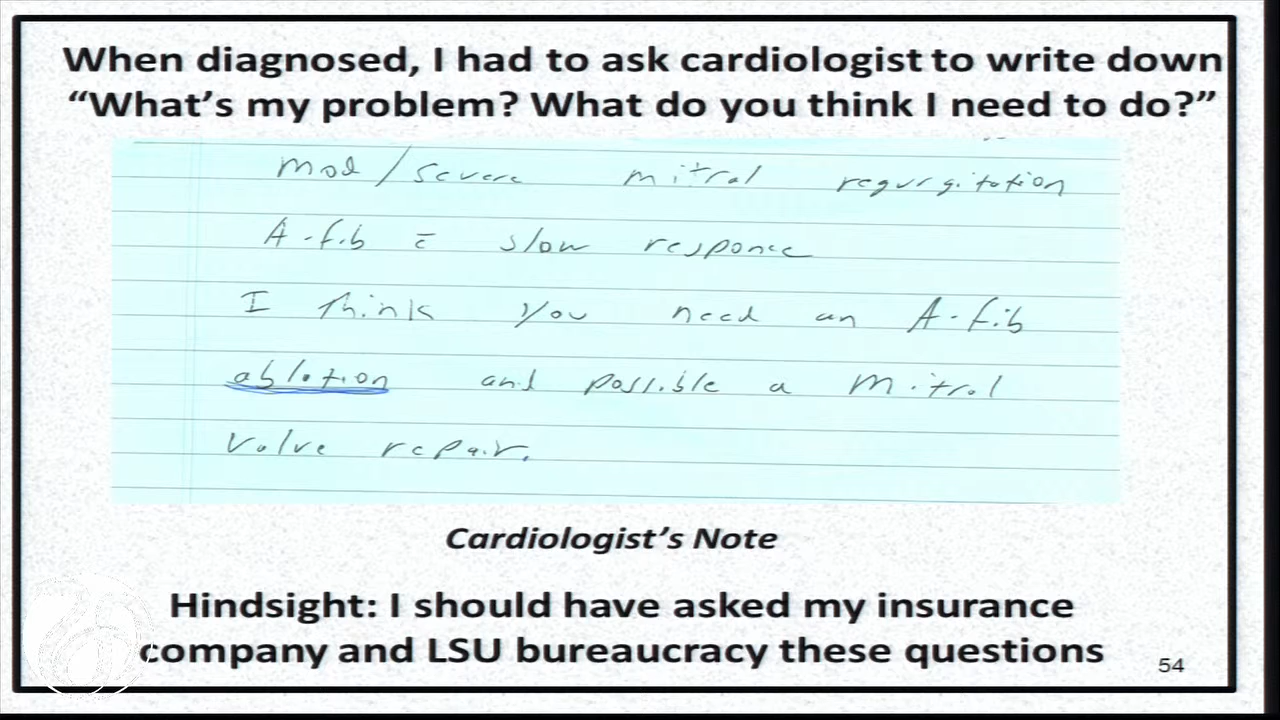 When diagnosed, I had to ask cardiologist to write down
“What’s my problem? What do you think I need to do?”
mod/severe mitral regurgitation
A-fib c̄ slow responce
I think you need an A-fib
ablation and possible a mitral
valve repair.
Cardiologist’s Note
Hindsight: I should have asked my insurance
company and LSU bureaucracy these questions
54